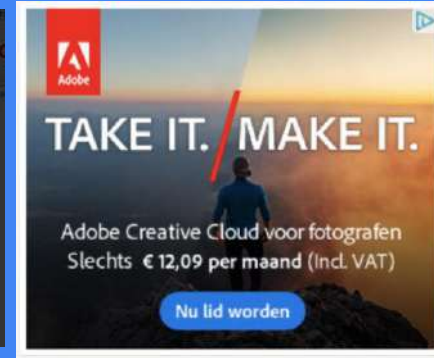 Adobe
TAKE IT. / MAKE IT.
Adobe Creative Cloud voor fotografen
Slechts € 12,09 per maand (Incl. VAT)
Nu lid worden